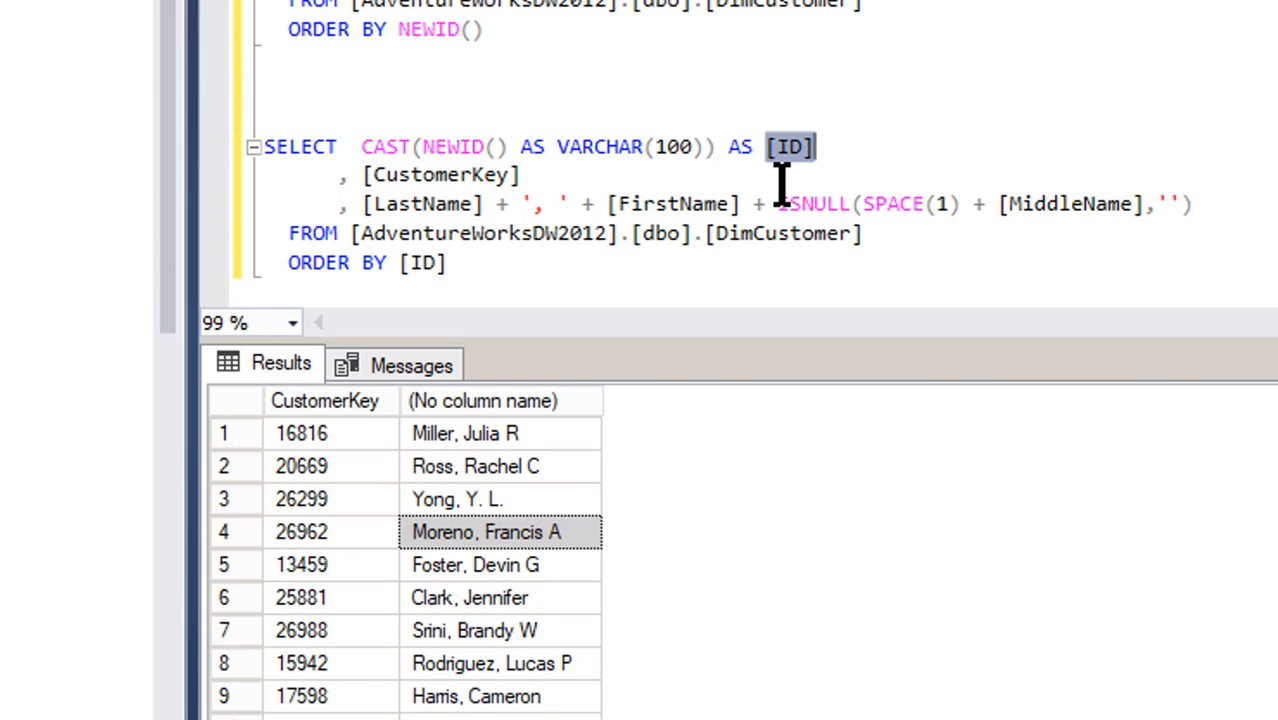 FROM [AdventureWorksDW2012].[dbo].[DimCustomer]
ORDER BY NEWID()
SELECT CAST(NEWID() AS VARCHAR(100)) AS [ID]
, [CustomerKey]
, [LastName] + ', ' + [FirstName] + ISNULL(SPACE(1) + [MiddleName],'')
FROM [AdventureWorksDW2012].[dbo].[DimCustomer]
ORDER BY [ID]
99 %
Results Messages
CustomerKey (No column name)
1 16816 Miller, Julia R
2 20669 Ross, Rachel C
3 26299 Yong, Y. L.
4 26962 Moreno, Francis A
5 13459 Foster, Devin G
6 25881 Clark, Jennifer
7 26988 Srini, Brandy W
8 15942 Rodriguez, Lucas P
9 17598 Harris, Cameron